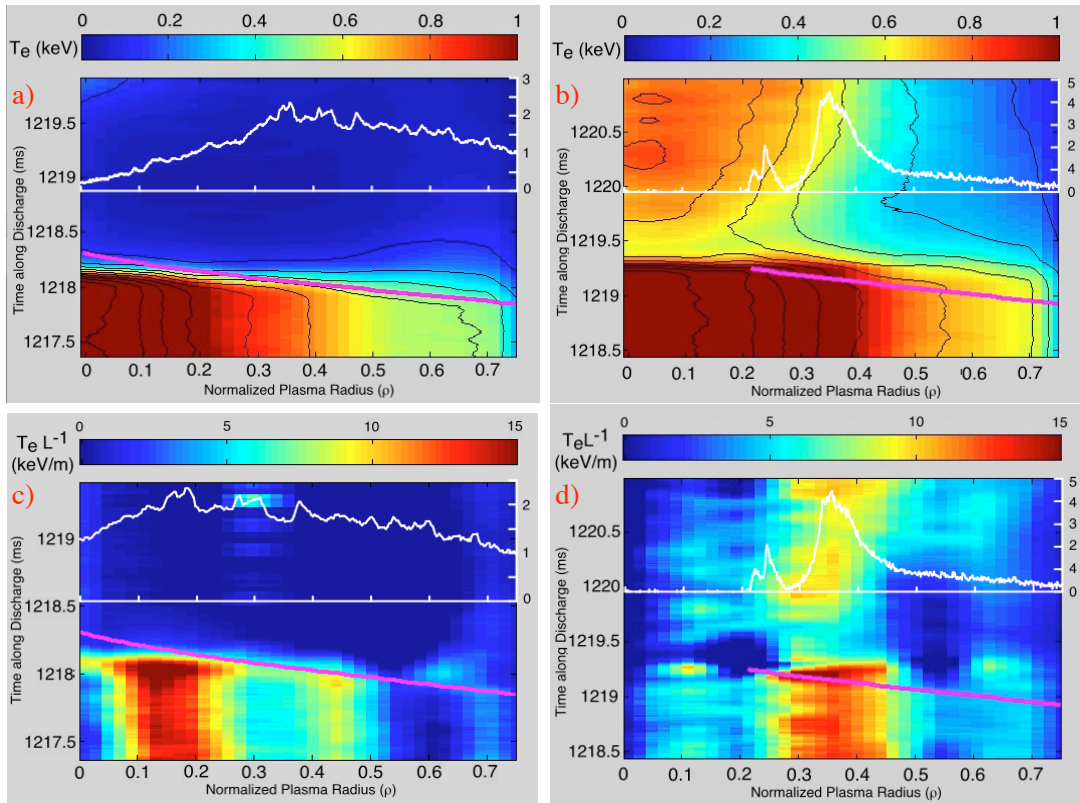 0 0.2 0.4 0.6 0.8 1
Te (keV)
a)
3
2
1
0
1219.5
1219
1218.5
1218
1217.5
Time along Discharge (ms)
0 0.1 0.2 0.3 0.4 0.5 0.6 0.7
Normalized Plasma Radius (ρ)
0 0.2 0.4 0.6 0.8 1
Te (keV)
b)
5
4
2
0
1220.5
1220
1219.5
1219
1218.5
Time along Discharge (ms)
0 0.1 0.2 0.3 0.4 0.5 0.6 0.7
Normalized Plasma Radius (ρ)
0 5 10 15
Te L-1
(keV/m)
c)
2
1
0
1219
1218.5
1218
1217.5
Time along Discharge (ms)
0 0.1 0.2 0.3 0.4 0.5 0.6 0.7
Normalized Plasma Radius (ρ)
0 5 10 15
TeL-1
(keV/m)
d)
5
4
2
0
1220.5
1220
1219.5
1219
1218.5
Time along Discharge (ms)
0 0.1 0.2 0.3 0.4 0.5 0.6 0.7
Normalized Plasma Radius (ρ)